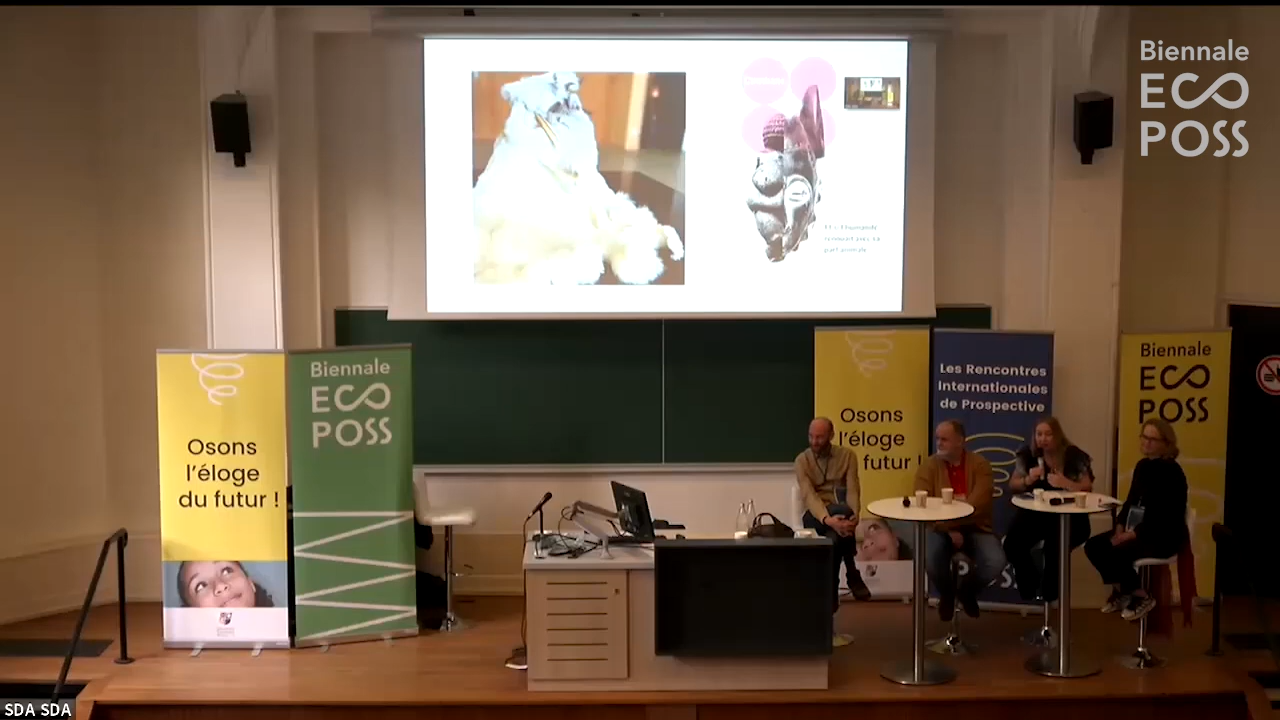 Biennale
ECO
POSS
Osons
l'éloge
du futur !
Biennale
ECO
POSS
Osons
l'éloge
futur !
Les Rencontres
Internationales
de Prospective
Biennale
ECO
POSS
SDA SDA